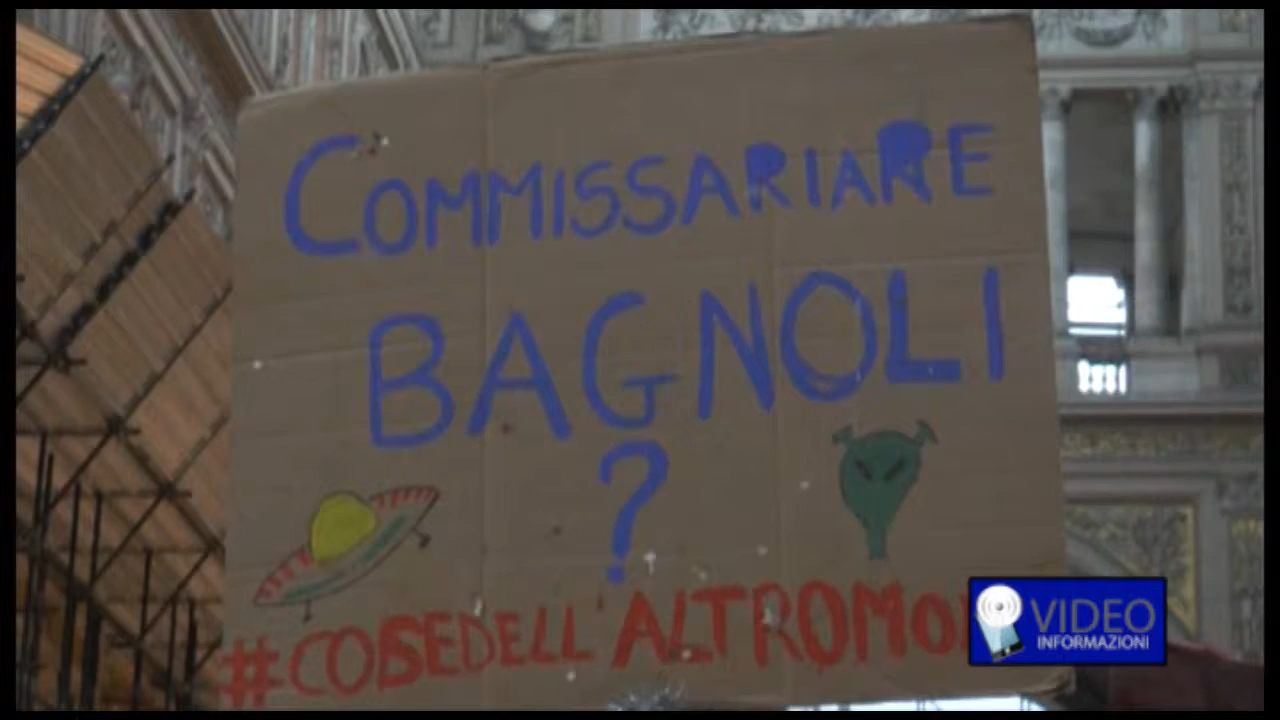 COMMISSARIARE
BAGNOLI
?
#COSEDELL'ALTROMO
VIDEO
INFORMAZIONI